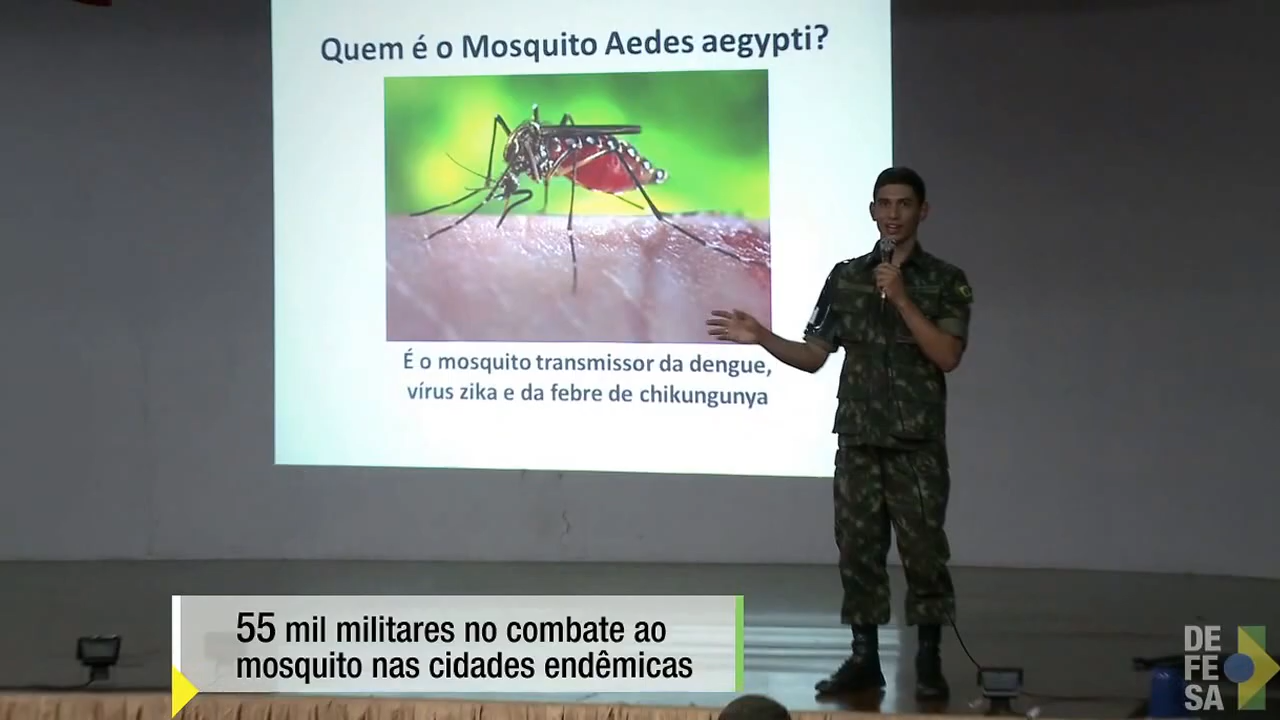 Quem é o Mosquito Aedes aegypti?
É o mosquito transmissor da dengue,
vírus zika e da febre de chikungunya
55 mil militares no combate ao
mosquito nas cidades endêmicas
DE
FE
SA